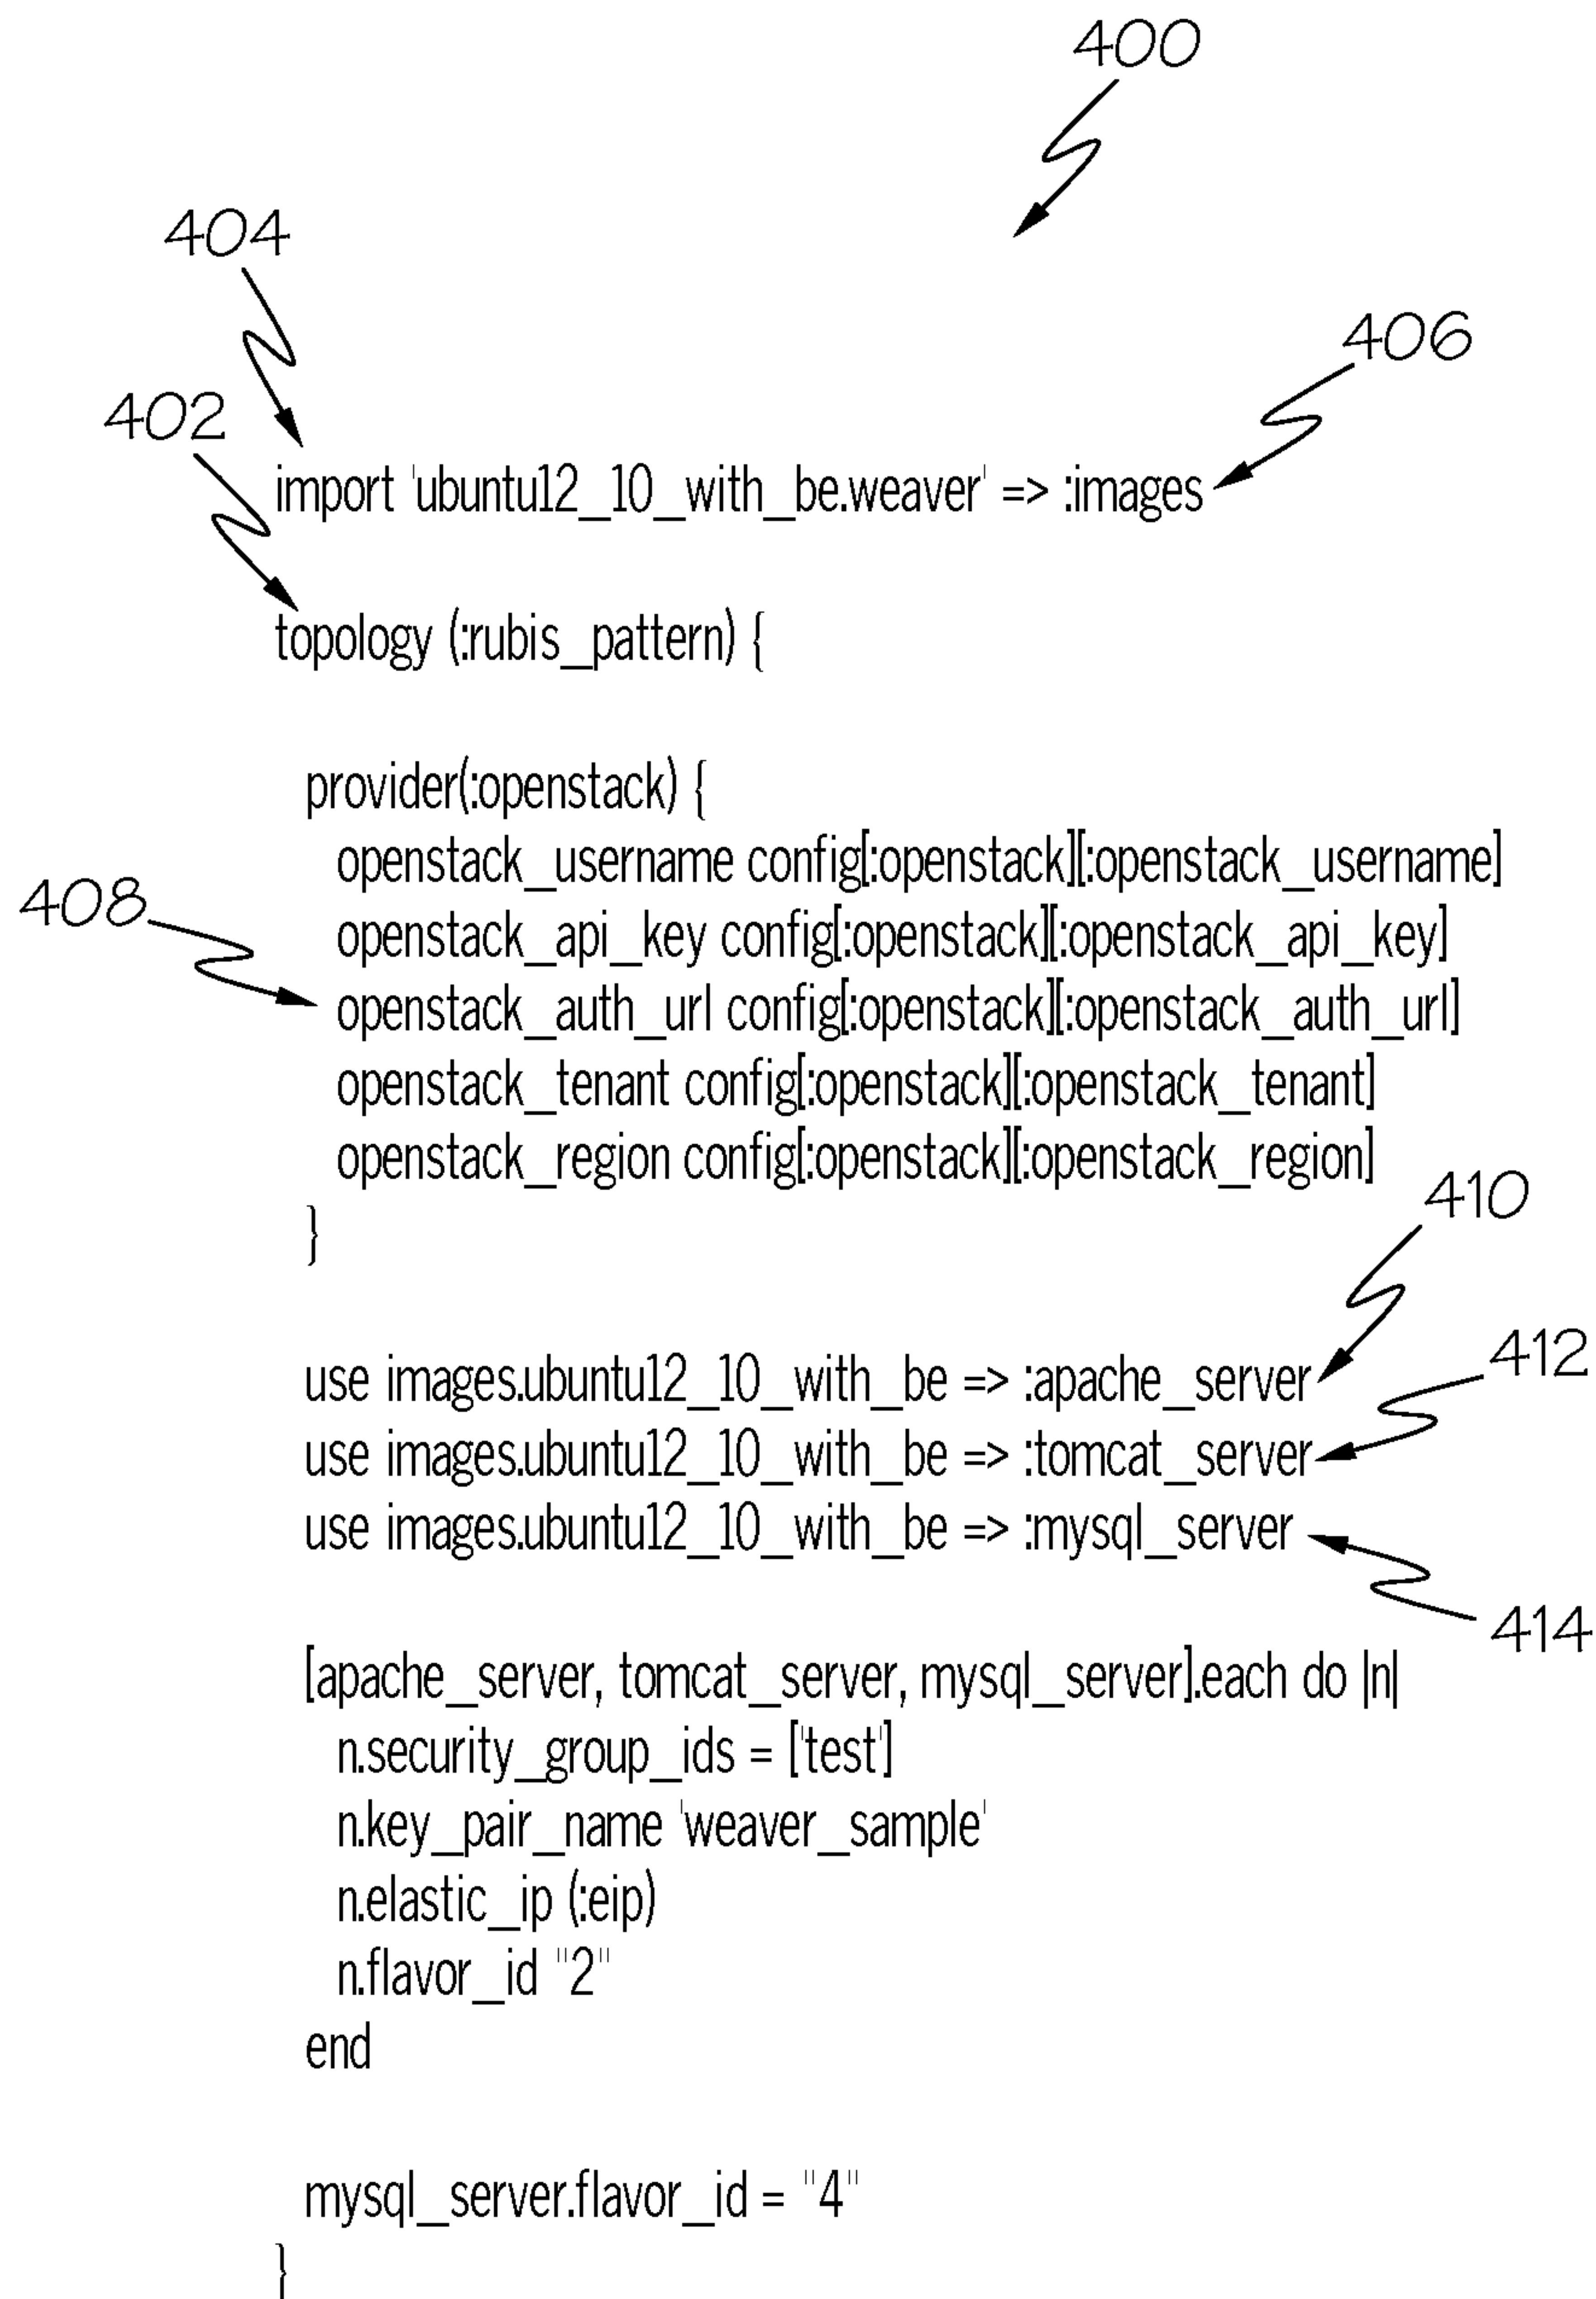 400
404
406
402
import 'ubuntu12_10_with_be.weaver' => :images
topology (:rubis_pattern) {
provider(:openstack) {
openstack_username config[:openstack][:openstack_username]
408
openstack_api_key config[:openstack][:openstack_api_key]
openstack_auth_url config[:openstack][:openstack_auth_url]
openstack_tenant config[:openstack][:openstack_tenant]
openstack_region config[:openstack][:openstack_region]
410
}
412
use images.ubuntu12_10_with_be => :apache_server
use images.ubuntu12_10_with_be => :tomcat_server
use images.ubuntu12_10_with_be => :mysql_server
414
[apache_server, tomcat_server, mysql_server].each do |n|
n.security_group_ids = ['test']
n.key_pair_name 'weaver_sample'
n.elastic_ip (:eip)
n.flavor_id "2"
end
mysql_server.flavor_id = "4"
}